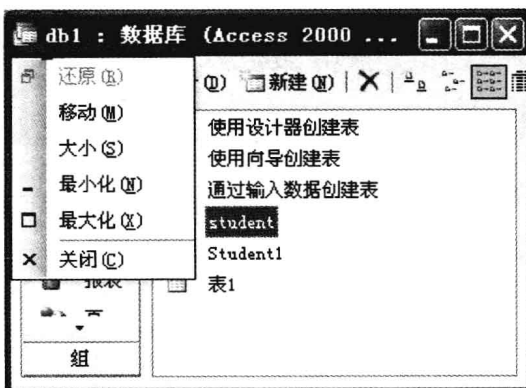 db1 : 数据库 (Access 2000 ...
还原(R)
移动(M)
大小(S)
最小化(N)
最大化(X)
关闭(C)
(D) 新建(N)
使用设计器创建表
使用向导创建表
通过输入数据创建表
student
Student1
表1
报表
页
组